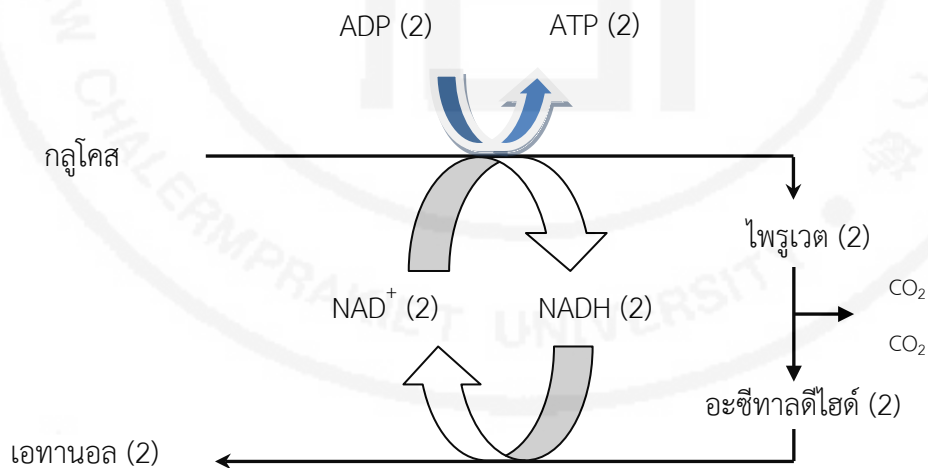 ADP (2) ATP (2)
กลูโคส
ไพรูเวต (2)
NAD⁺ (2) NADH (2)
CO₂
CO₂
อะซีทาลดีไฮด์ (2)
เอทานอล (2)
CHALERMPRAKIET UNIVERSITY